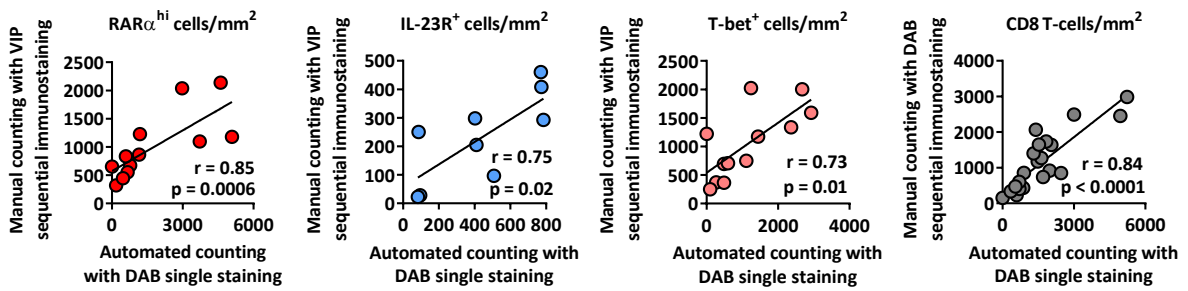 RARα^hi cells/mm²
Manual counting with VIP
sequential immunostaining
2500
2000
1500
1000
500
0
0
3000
6000
r = 0.85
p = 0.0006
Automated counting
with DAB single staining
IL-23R⁺ cells/mm²
Manual counting with VIP
sequential immunostaining
500
400
300
200
100
0
0
200
400
600
800
r = 0.75
p = 0.02
Automated counting with
DAB single staining
T-bet⁺ cells/mm²
Manual counting with VIP
sequential immunostaining
2500
2000
1500
1000
500
0
0
1000
2000
3000
4000
r = 0.73
p = 0.01
Automated counting with
DAB single staining
CD8 T-cells/mm²
Manual counting with DAB
sequential immunostaining
4000
3000
2000
1000
0
0
2000
4000
6000
r = 0.84
p < 0.0001
Automated counting with
DAB single staining